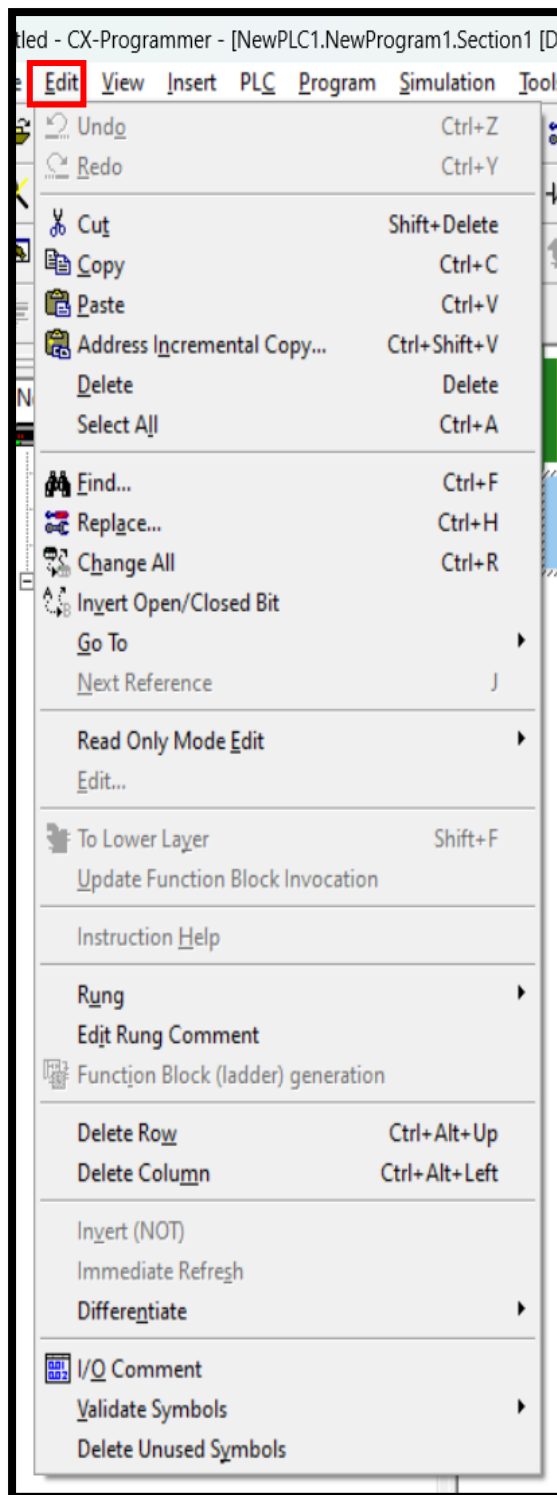 tled - CX-Programmer - [NewPLC1.NewProgram1.Section1 [D
Edit View Insert PLC Program Simulation Tools
Undo Ctrl+Z
Redo Ctrl+Y
Cut Shift+Delete
Copy Ctrl+C
Paste Ctrl+V
Address Incremental Copy... Ctrl+Shift+V
Delete Delete
Select All Ctrl+A
Find... Ctrl+F
Replace... Ctrl+H
Change All Ctrl+R
Invert Open/Closed Bit
Go To
Next Reference J
Read Only Mode Edit
Edit...
To Lower Layer Shift+F
Update Function Block Invocation
Instruction Help
Rung
Edit Rung Comment
Function Block (ladder) generation
Delete Row Ctrl+Alt+Up
Delete Column Ctrl+Alt+Left
Invert (NOT)
Immediate Refresh
Differentiate
I/O Comment
Validate Symbols
Delete Unused Symbols